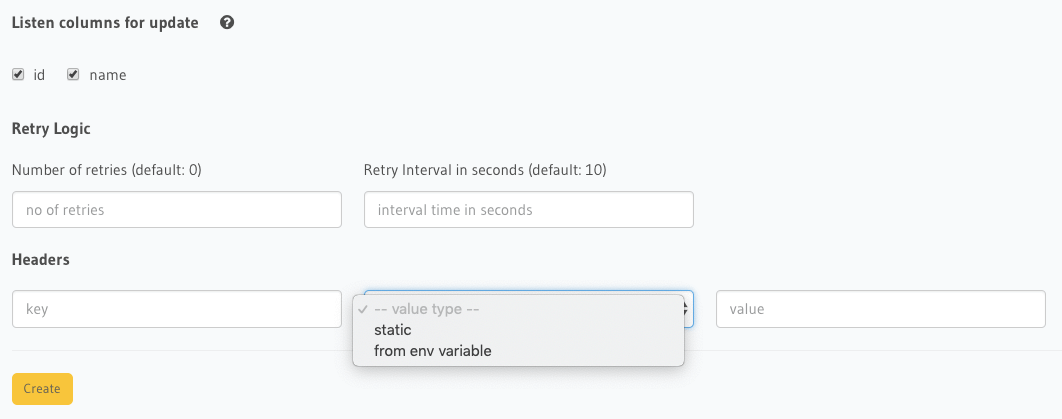 Listen columns for update
id name
Retry Logic
Number of retries (default: 0) Retry Interval in seconds (default: 10)
no of retries interval time in seconds
Headers
key -- value type -- value
static
from env variable
Create